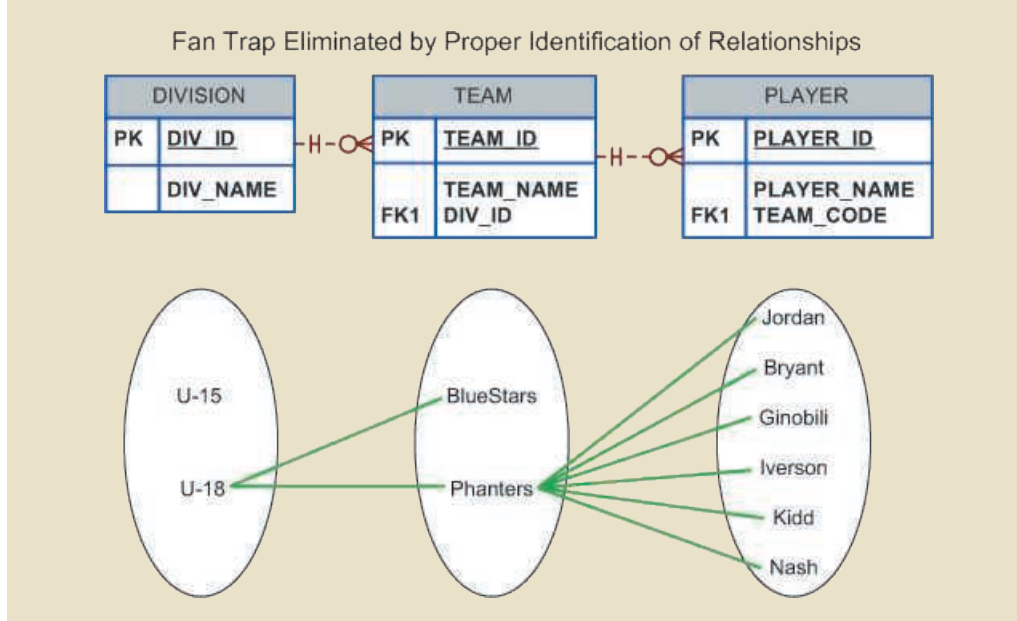 Fan Trap Eliminated by Proper Identification of Relationships
DIVISION
PK DIV_ID
DIV_NAME
TEAM
PK TEAM_ID
TEAM_NAME
FK1 DIV_ID
PLAYER
PK PLAYER_ID
PLAYER_NAME
FK1 TEAM_CODE
U-15
U-18
BlueStars
Phanters
Jordan
Bryant
Ginobili
Iverson
Kidd
Nash